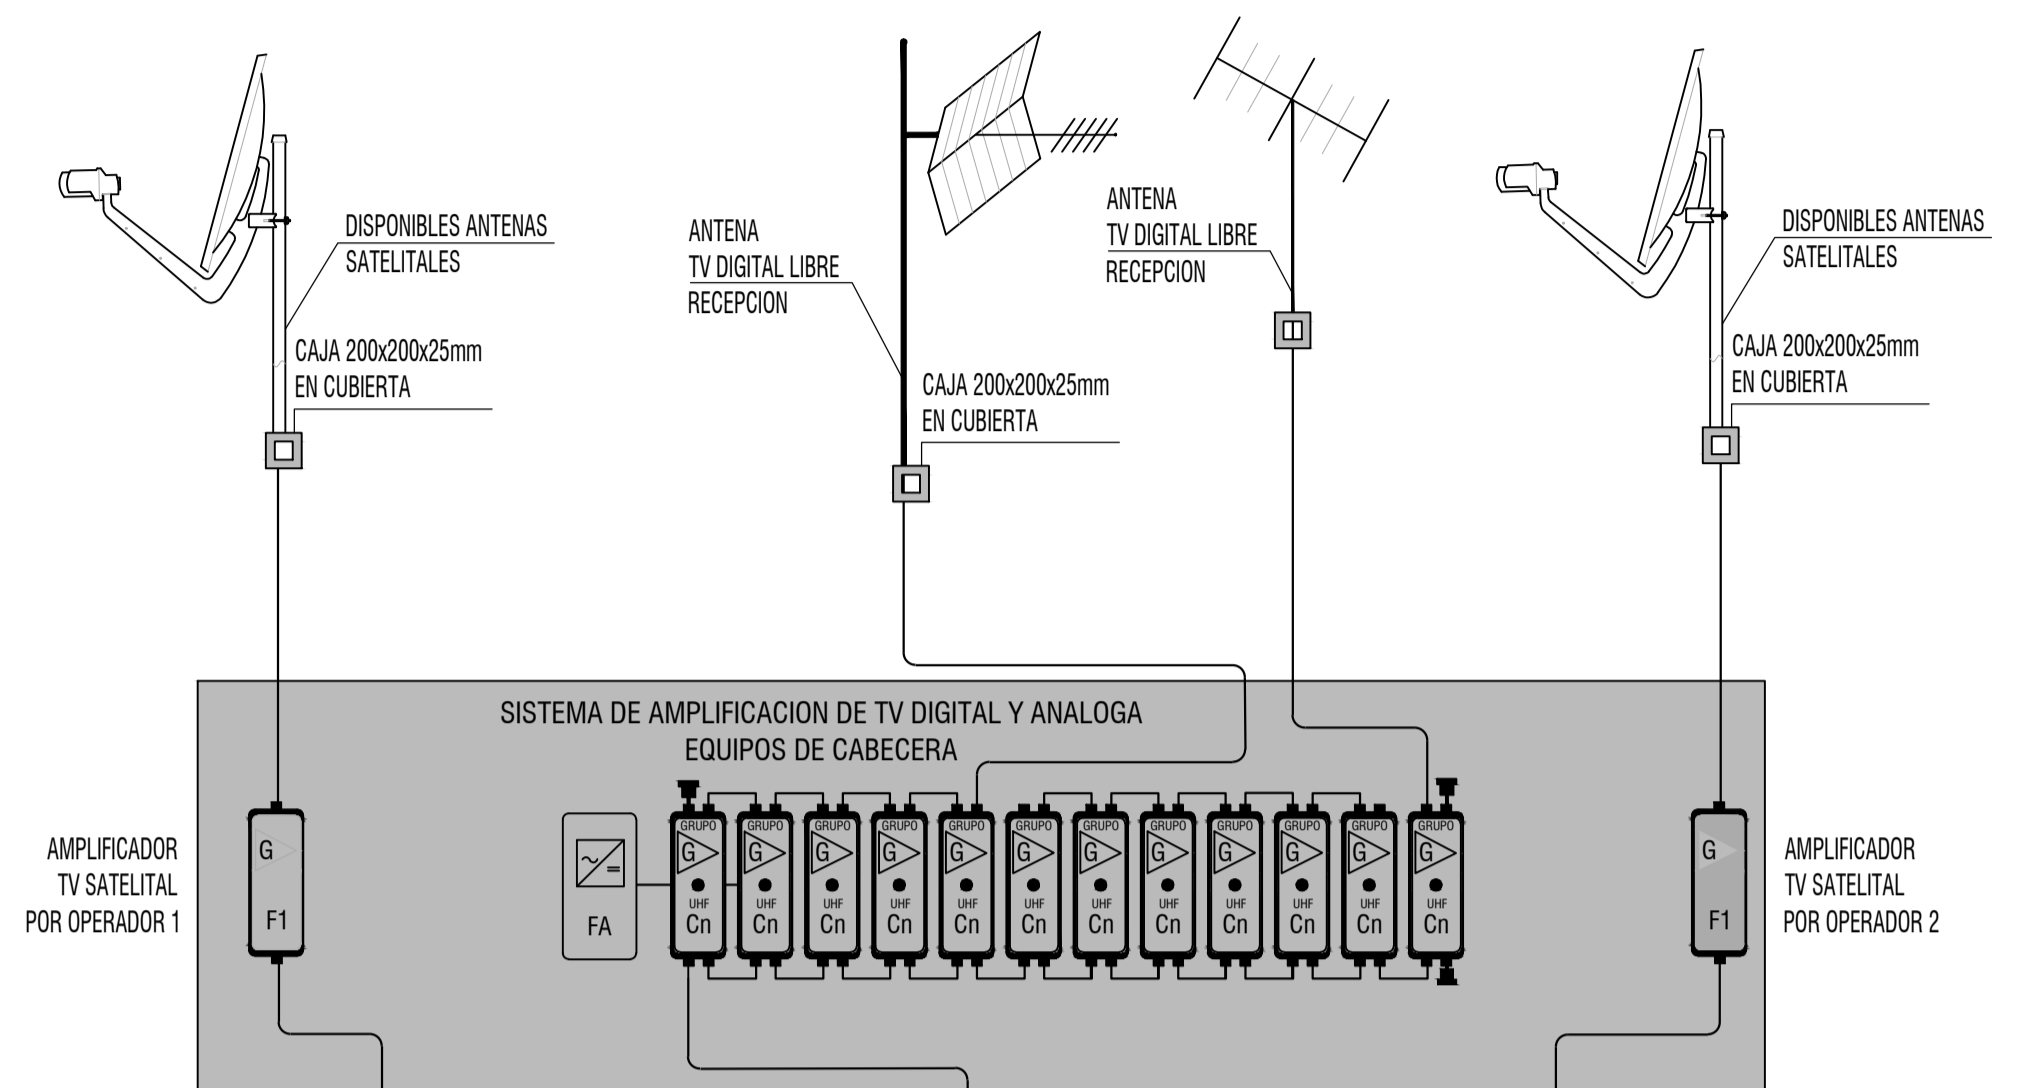 DISPONIBLES ANTENAS
SATELITALES
CAJA 200x200x25mm
EN CUBIERTA
ANTENA
TV DIGITAL LIBRE
RECEPCION
CAJA 200x200x25mm
EN CUBIERTA
ANTENA
TV DIGITAL LIBRE
RECEPCION
DISPONIBLES ANTENAS
SATELITALES
CAJA 200x200x25mm
EN CUBIERTA
SISTEMA DE AMPLIFICACION DE TV DIGITAL Y ANALOGA
EQUIPOS DE CABECERA
AMPLIFICADOR
TV SATELITAL
POR OPERADOR 1
G
F1
FA
GRUPO GRUPO GRUPO GRUPO GRUPO GRUPO GRUPO GRUPO GRUPO GRUPO GRUPO GRUPO
G G G G G G G G G G G G
UHF UHF UHF UHF UHF UHF UHF UHF UHF UHF UHF UHF
Cn Cn Cn Cn Cn Cn Cn Cn Cn Cn Cn Cn
G
F1
AMPLIFICADOR
TV SATELITAL
POR OPERADOR 2